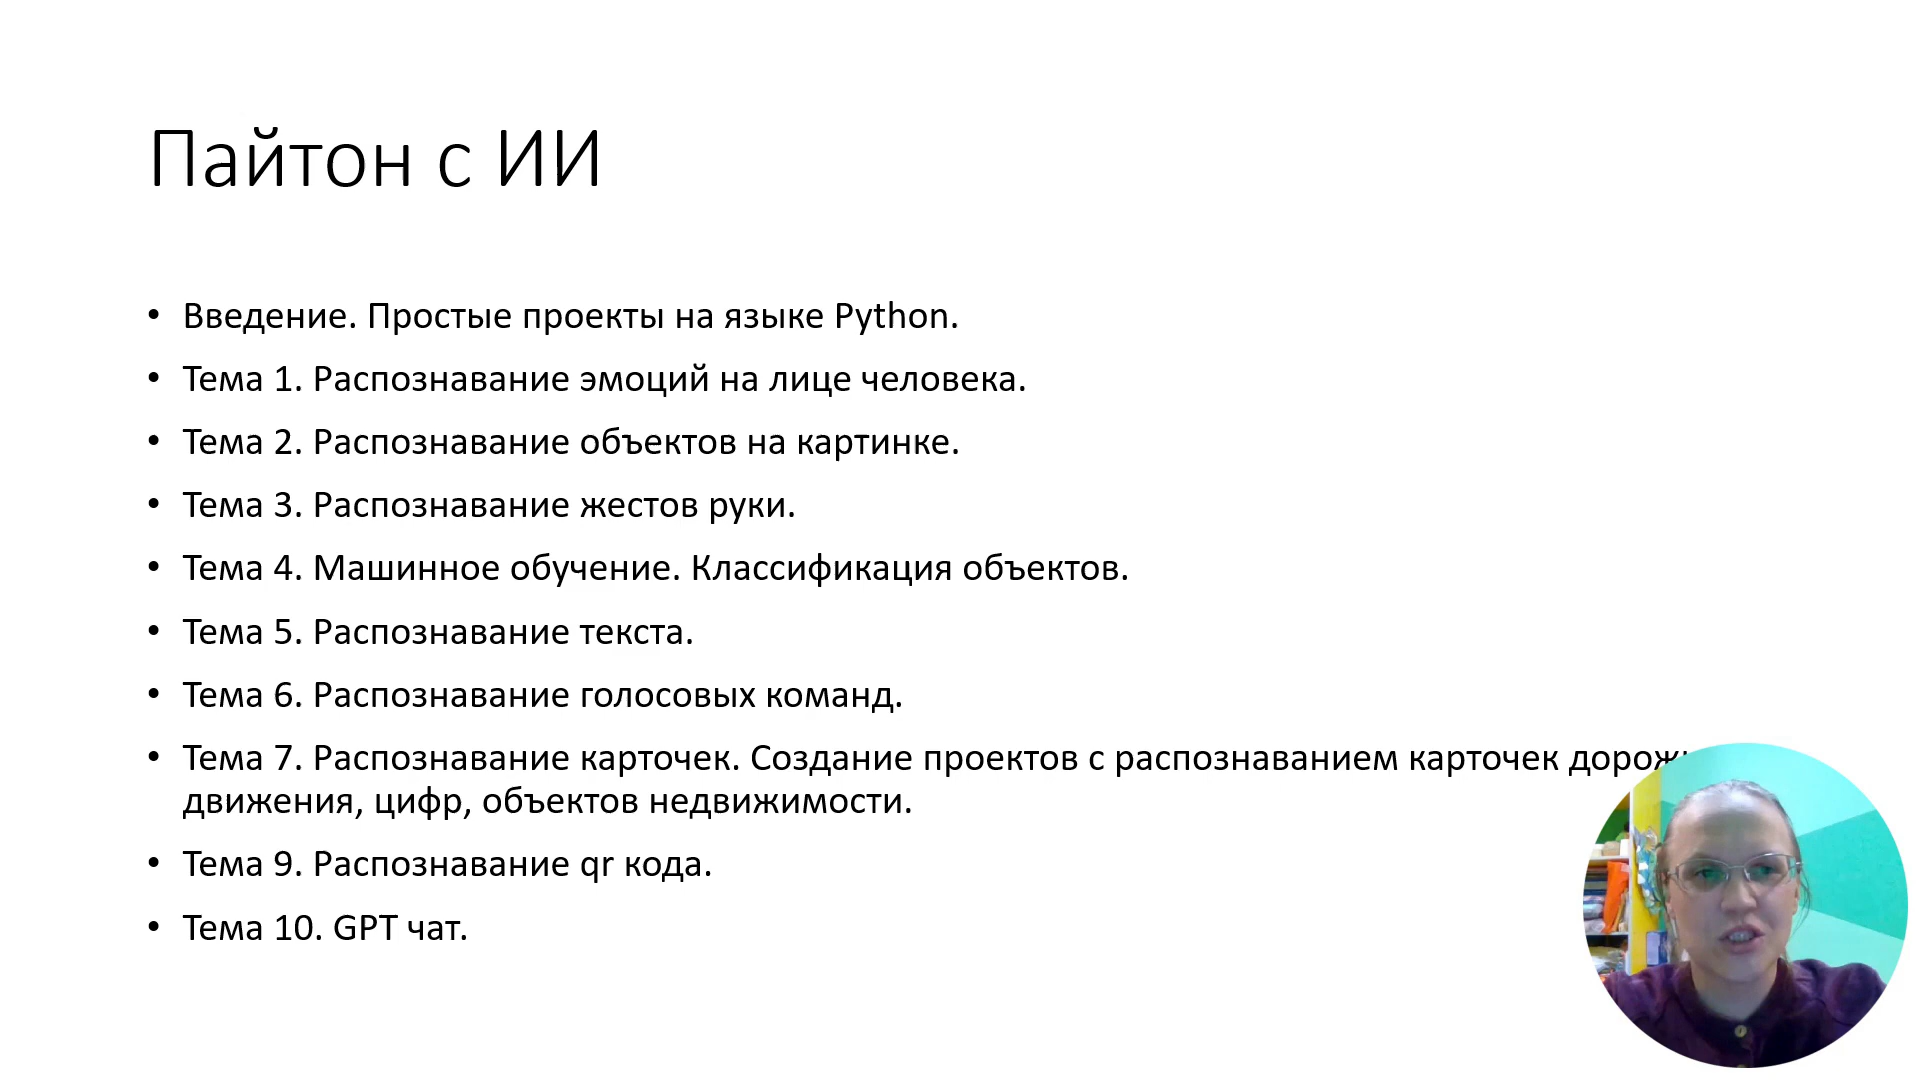 Пайтон с ИИ
• Введение. Простые проекты на языке Python.
• Тема 1. Распознавание эмоций на лице человека.
• Тема 2. Распознавание объектов на картинке.
• Тема 3. Распознавание жестов руки.
• Тема 4. Машинное обучение. Классификация объектов.
• Тема 5. Распознавание текста.
• Тема 6. Распознавание голосовых команд.
• Тема 7. Распознавание карточек. Создание проектов с распознаванием карточек
движения, цифр, объектов недвижимости.
• Тема 9. Распознавание qr кода.
• Тема 10. GPT чат.